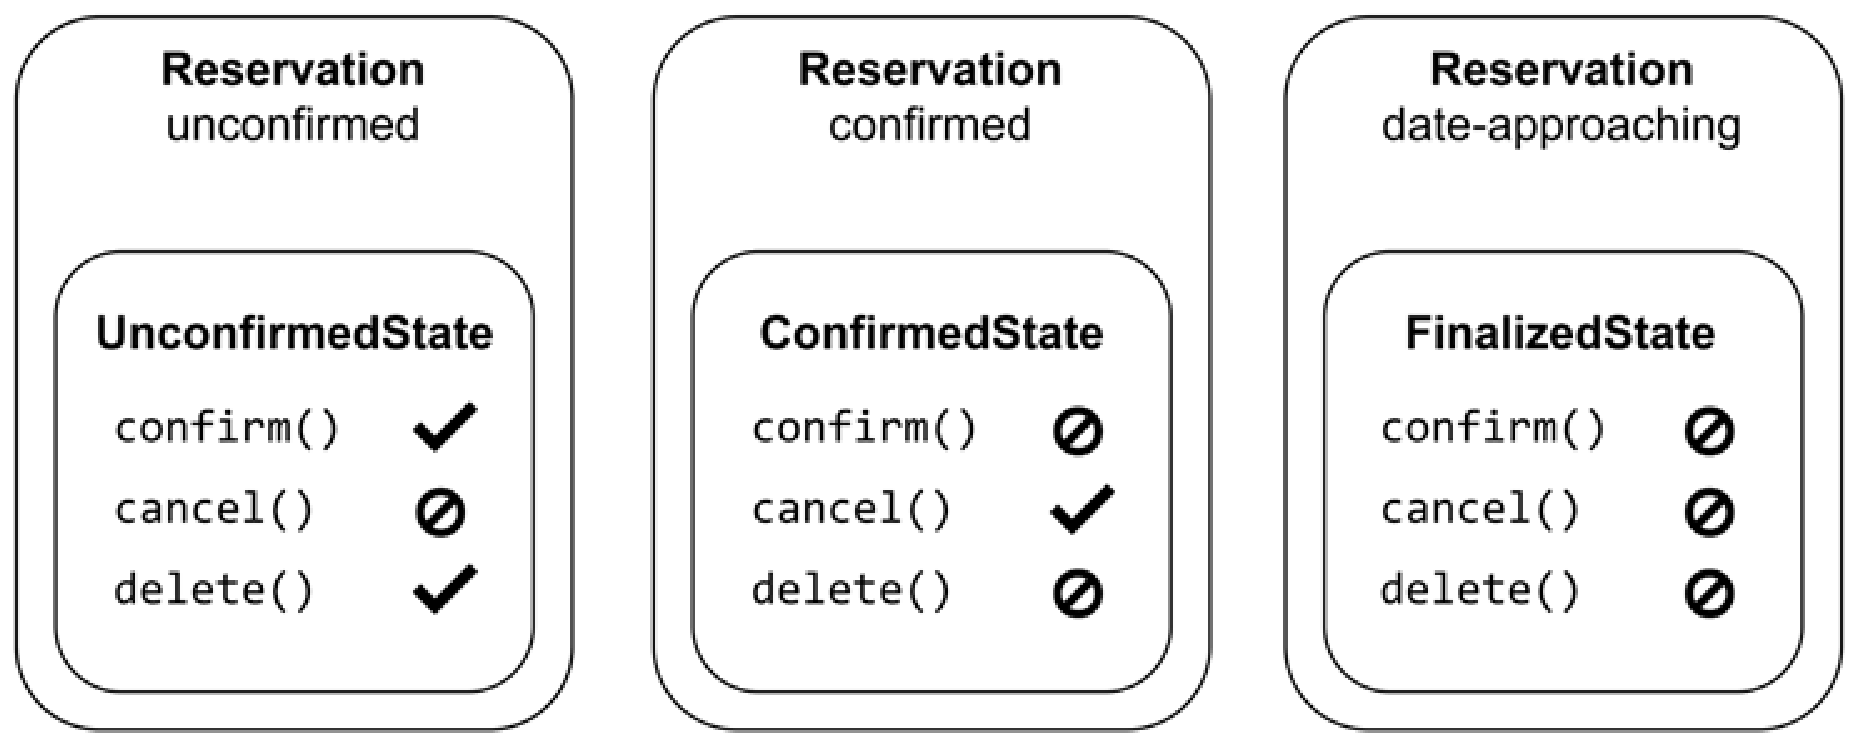 Reservation
unconfirmed
UnconfirmedState
confirm()
cancel()
delete()
Reservation
confirmed
ConfirmedState
confirm()
cancel()
delete()
Reservation
date-approaching
FinalizedState
confirm()
cancel()
delete()